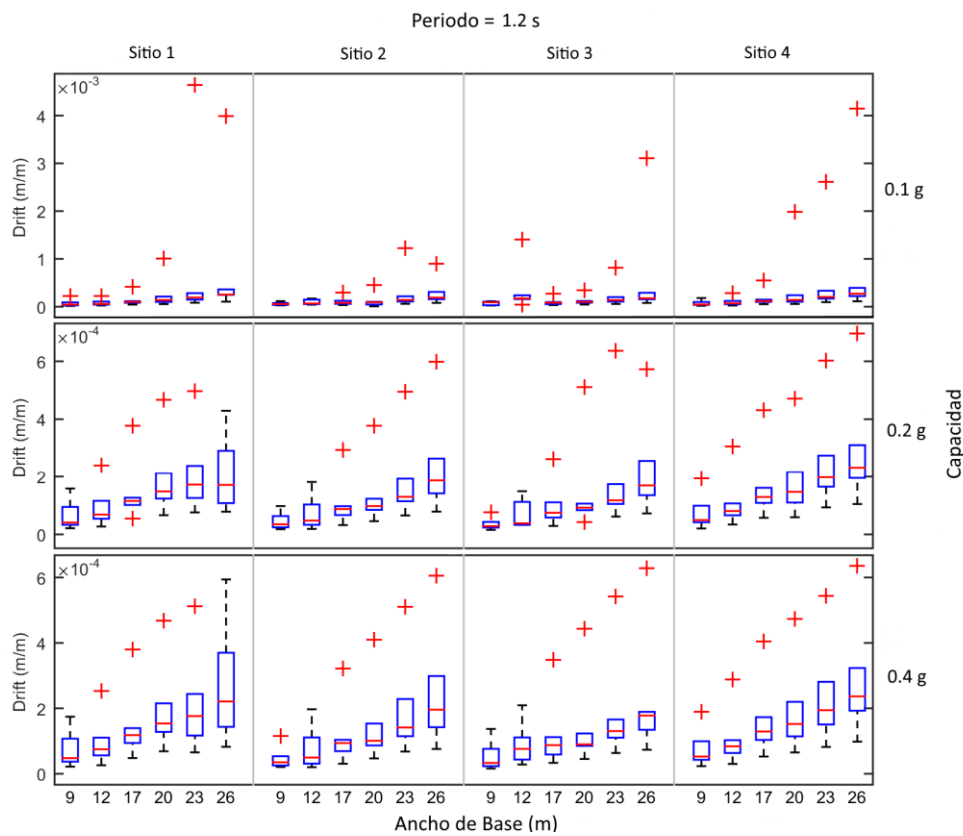 Periodo = 1.2 s
Sitio 1 Sitio 2 Sitio 3 Sitio 4
×10⁻³
4
3
2
1
0
Drift (m/m)
0.1 g
×10⁻⁴
6
4
2
0
Drift (m/m)
0.2 g
Capacidad
×10⁻⁴
6
4
2
0
Drift (m/m)
0.4 g
9 12 17 20 23 26 9 12 17 20 23 26 9 12 17 20 23 26 9 12 17 20 23 26
Ancho de Base (m)